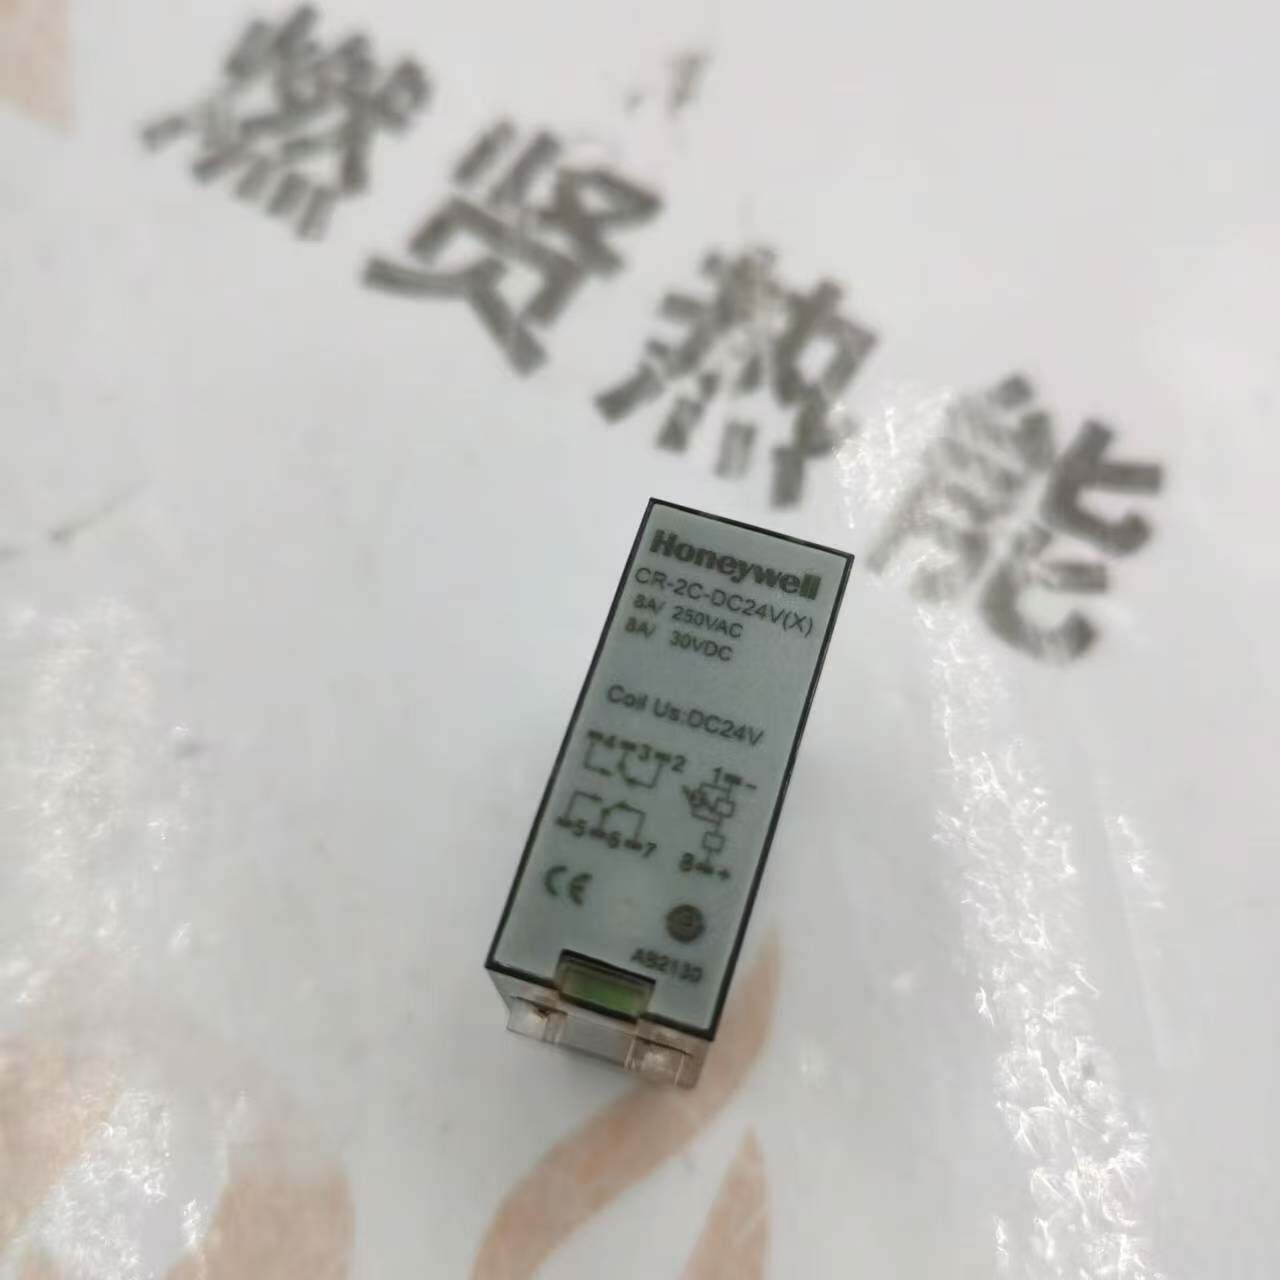 燃贤热能
Honeywell
CR-2C-DC24V(X)
8A/ 250VAC
8A/ 30VDC
Coil Us:DC24V
4 3 2
1 -
5 6 7
8 +
CE
AB2130